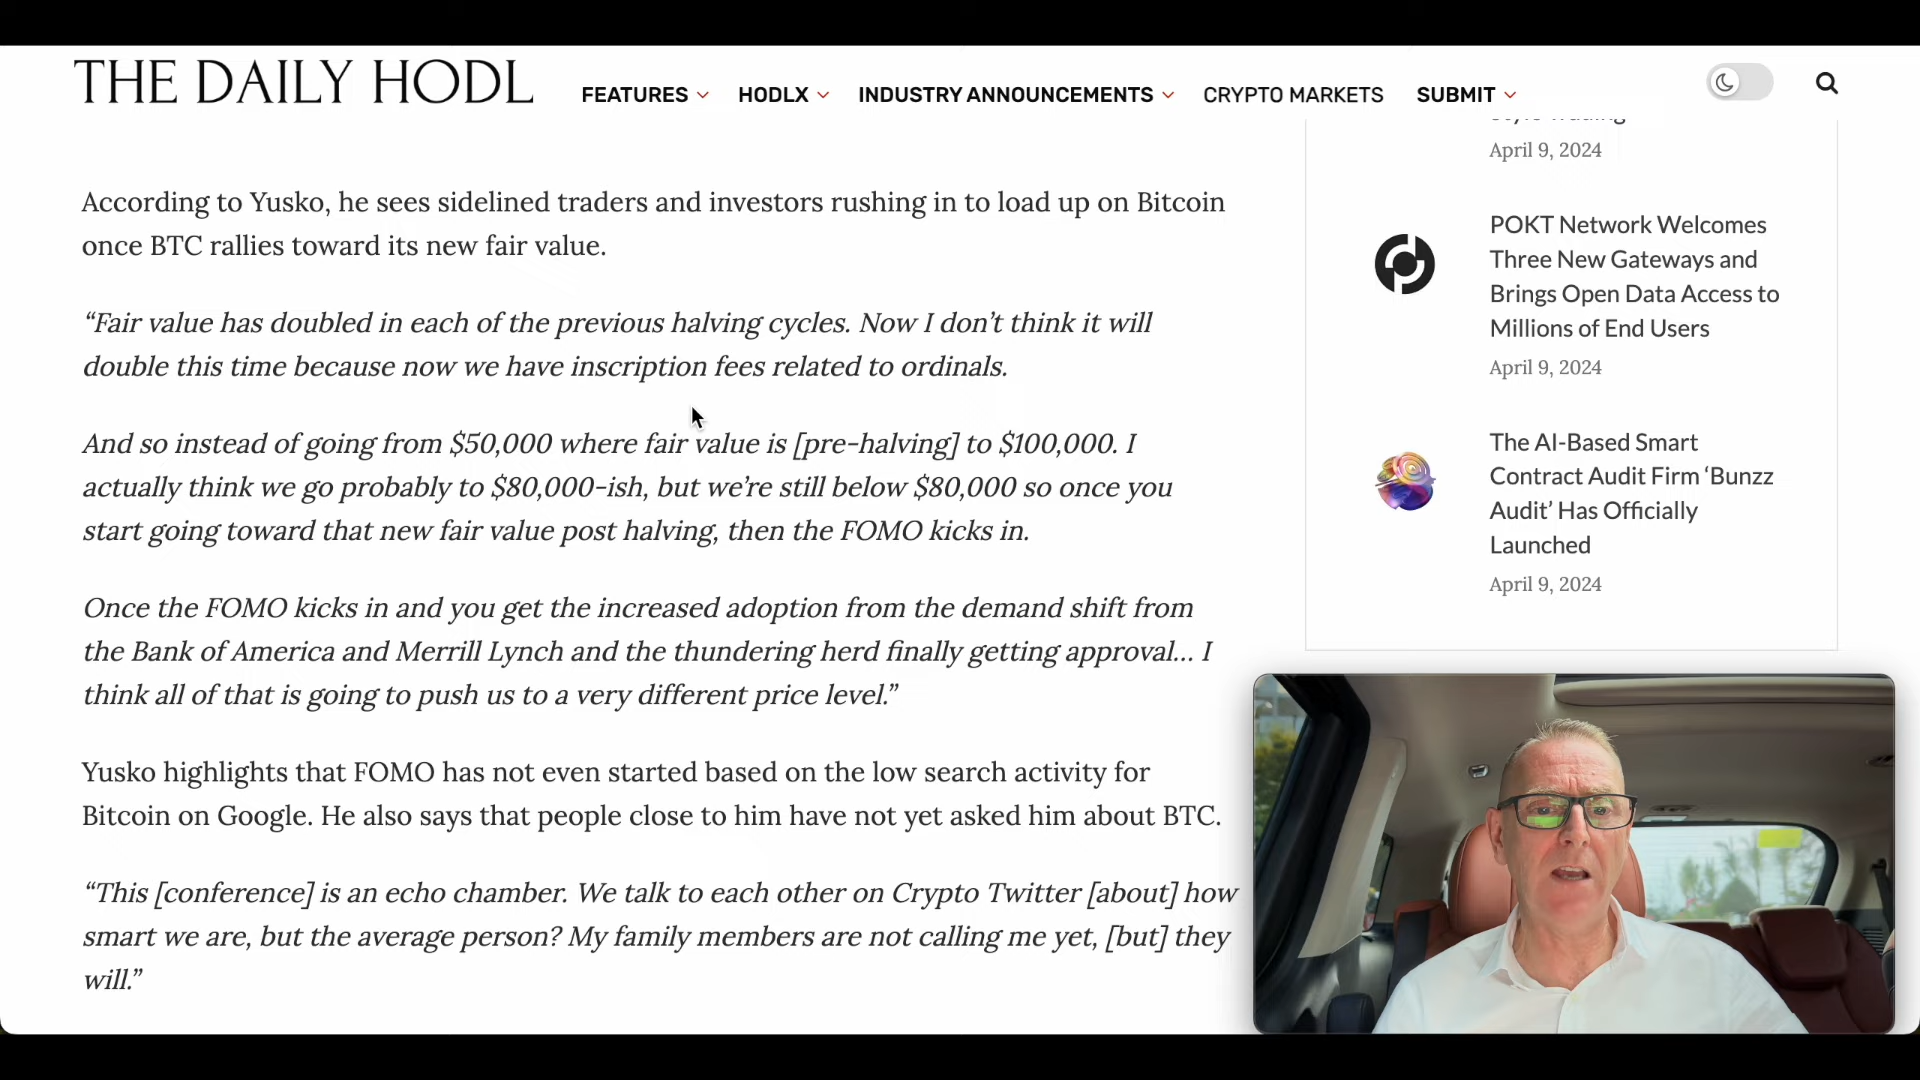 THE DAILY HODL
FEATURES
HODLX
INDUSTRY ANNOUNCEMENTS
CRYPTO MARKETS
SUBMIT
According to Yusko, he sees sidelined traders and investors rushing in to load up on Bitcoin
once BTC rallies toward its new fair value.
“Fair value has doubled in each of the previous halving cycles. Now I don’t think it will
double this time because now we have inscription fees related to ordinals.
And so instead of going from $50,000 where fair value is [pre-halving] to $100,000. I
actually think we go probably to $80,000-ish, but we’re still below $80,000 so once you
start going toward that new fair value post halving, then the FOMO kicks in.
Once the FOMO kicks in and you get the increased adoption from the demand shift from
the Bank of America and Merrill Lynch and the thundering herd finally getting approval… I
think all of that is going to push us to a very different price level.”
Yusko highlights that FOMO has not even started based on the low search activity for
Bitcoin on Google. He also says that people close to him have not yet asked him about BTC.
“This [conference] is an echo chamber. We talk to each other on Crypto Twitter [about] how
smart we are, but the average person? My family members are not calling me yet, [but] they
will.”
April 9, 2024
POKT Network Welcomes
Three New Gateways and
Brings Open Data Access to
Millions of End Users
April 9, 2024
The AI-Based Smart
Contract Audit Firm ‘Bunzz
Audit’ Has Officially
Launched
April 9, 2024